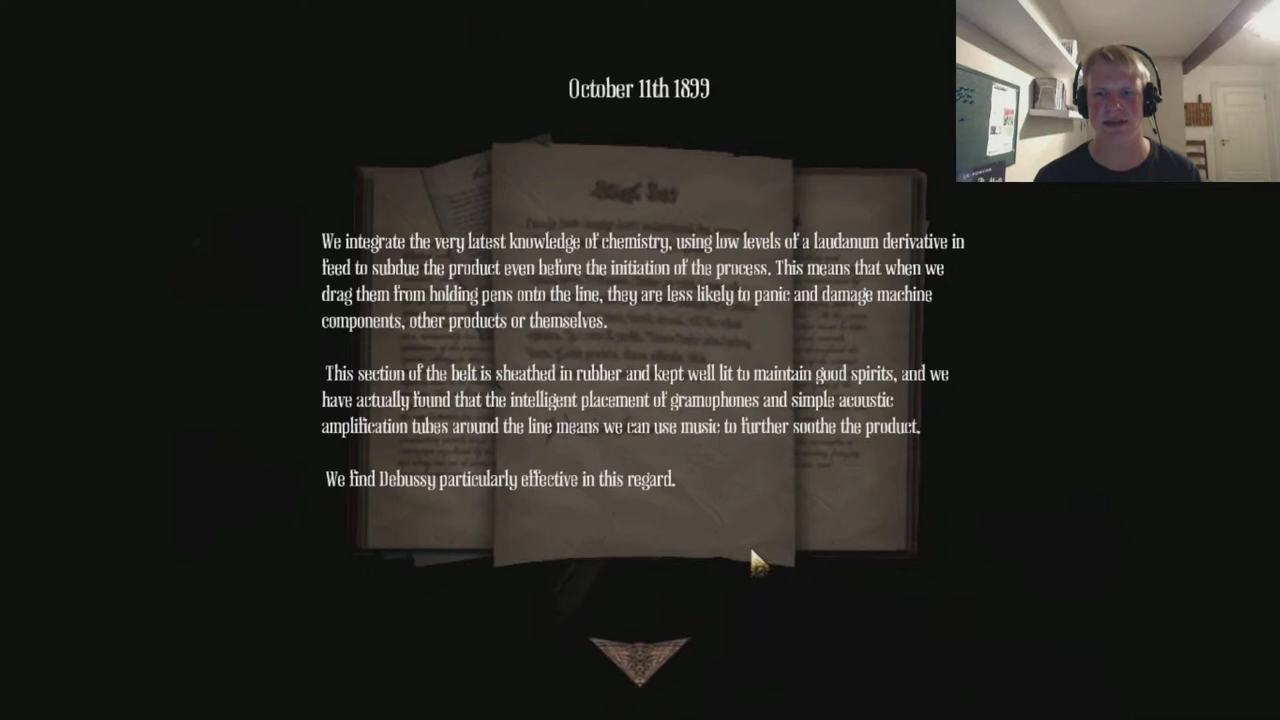 October 11th 1899
We integrate the very latest knowledge of chemistry, using low levels of a laudanum derivative in
feed to subdue the product even before the initiation of the process. This means that when we
drag them from holding pens onto the line, they are less likely to panic and damage machine
components, other products or themselves.
This section of the belt is sheathed in rubber and kept well lit to maintain good spirits, and we
have actually found that the intelligent placement of gramophones and simple acoustic
amplification tubes around the line means we can use music to further soothe the product.
We find Debussy particularly effective in this regard.